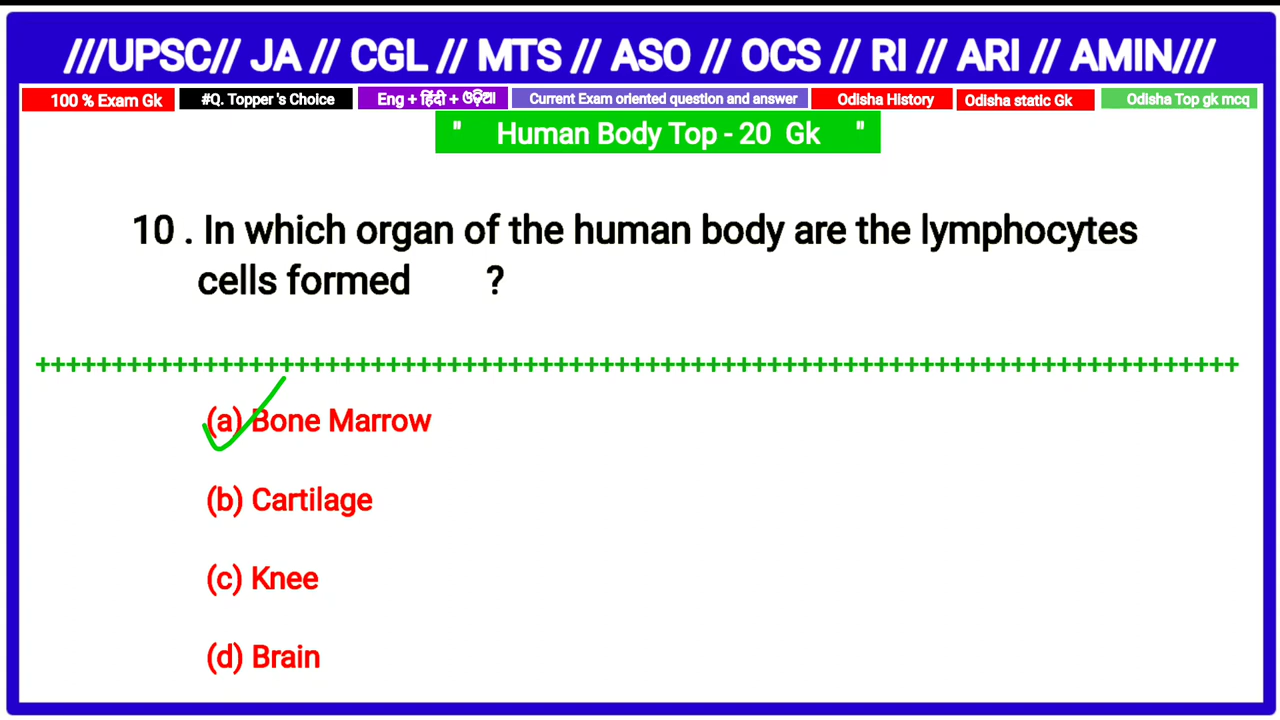 ///UPSC// JA // CGL // MTS // ASO // OCS // RI // ARI // AMIN///
100 % Exam Gk #Q. Topper 's Choice Eng + हिंदी + ଓଡ଼ିଆ Current Exam oriented question and answer Odisha History Odisha static Gk Odisha Top gk mcq
" Human Body Top - 20 Gk "
10 . In which organ of the human body are the lymphocytes
cells formed ?
++++++++++++++++++++++++++++++++++++++++++++++++++++++++++++++++++++++++++++++
(a) Bone Marrow
(b) Cartilage
(c) Knee
(d) Brain